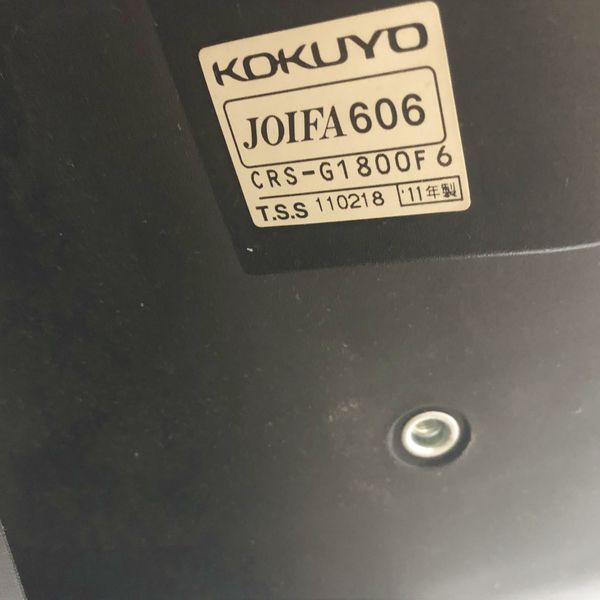 KOKUYO
JOIFA606
CRS-G1800F6
T.S.S 110218 '11年製